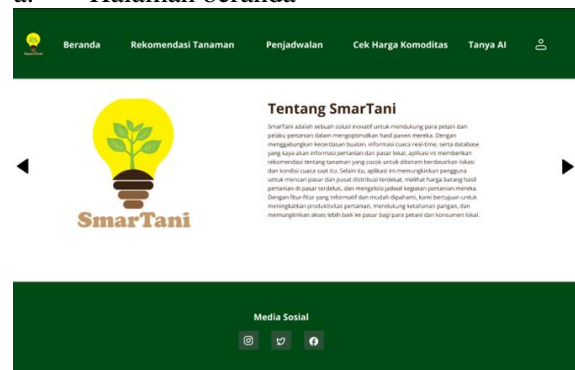 a. Halaman beranda
SmarTani
Beranda Rekomendasi Tanaman Penjadwalan Cek Harga Komoditas Tanya AI
Tentang SmarTani
SmarTani adalah sebuah solusi inovatif untuk mendukung para petani dan
pelaku pertanian dalam mengoptimalkan hasil panen mereka. Dengan
menggabungkan kecerdasan buatan, informasi cuaca real-time, serta database
yang kaya akan informasi pertanian dan pasar lokal, aplikasi ini memberikan
rekomendasi tentang tanaman yang cocok untuk ditanam berdasarkan lokasi
dan kondisi cuaca saat itu. Selain itu, aplikasi ini memungkinkan pengguna
untuk mencari pasar dan pusat distribusi terdekat, melihat harga barang hasil
pertanian di pasar terdekat, dan mengelola jadwal kegiatan pertanian mereka.
Dengan fitur-fitur yang informatif dan mudah dipahami, kami bertujuan untuk
meningkatkan produktivitas pertanian, mendukung ketahanan pangan, dan
memungkinkan akses lebih baik ke pasar bagi para petani dan konsumen lokal.
SmarTani
Media Sosial